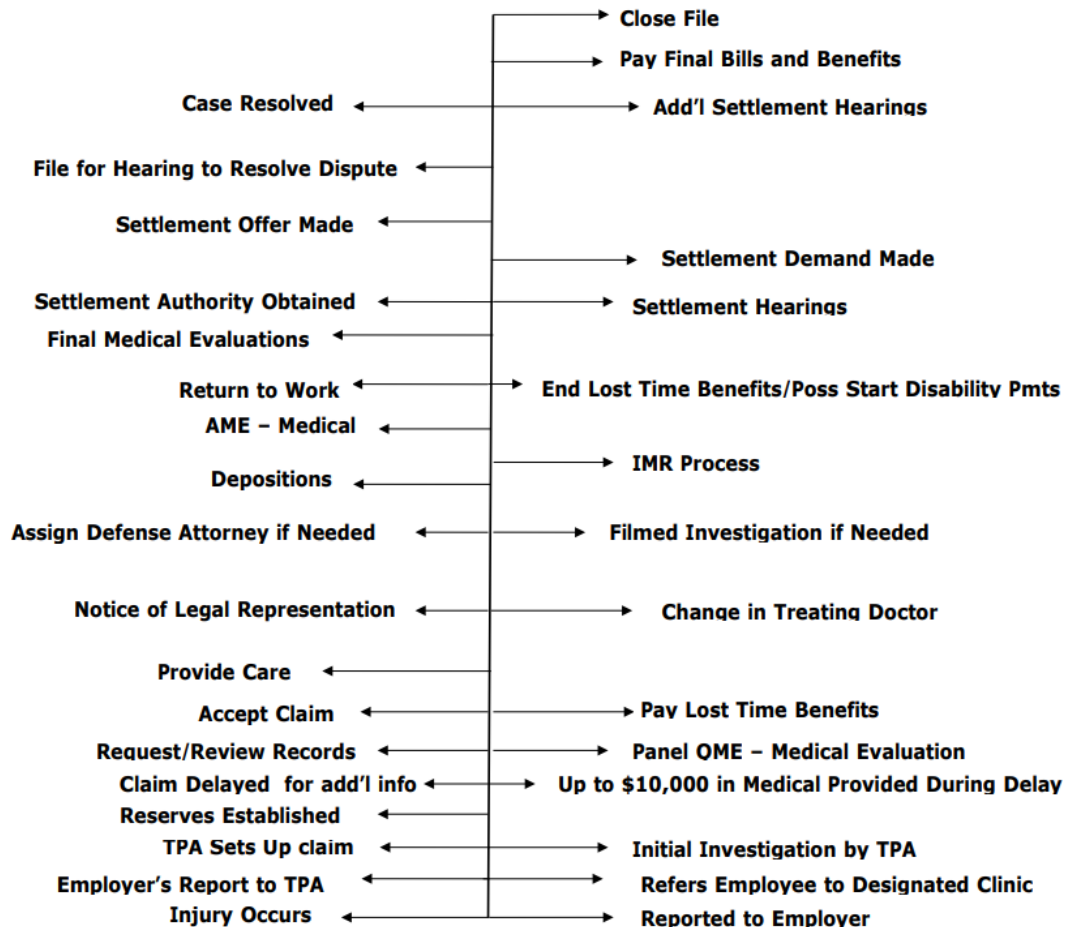 Close File
Pay Final Bills and Benefits
Case Resolved
Add'l Settlement Hearings
File for Hearing to Resolve Dispute
Settlement Offer Made
Settlement Demand Made
Settlement Authority Obtained
Settlement Hearings
Final Medical Evaluations
Return to Work
End Lost Time Benefits/Poss Start Disability Pmts
AME – Medical
IMR Process
Depositions
Assign Defense Attorney if Needed
Filmed Investigation if Needed
Notice of Legal Representation
Change in Treating Doctor
Provide Care
Accept Claim
Pay Lost Time Benefits
Request/Review Records
Panel QME – Medical Evaluation
Claim Delayed for add'l info
Up to $10,000 in Medical Provided During Delay
Reserves Established
TPA Sets Up claim
Initial Investigation by TPA
Employer's Report to TPA
Refers Employee to Designated Clinic
Injury Occurs
Reported to Employer